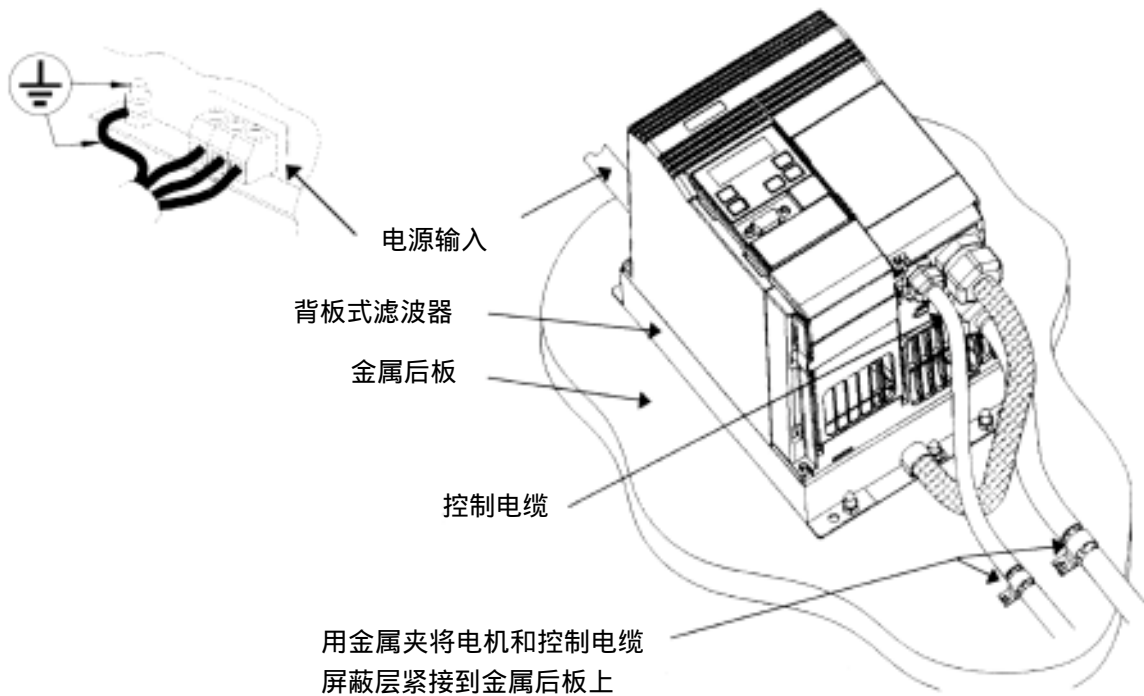 电源输入
背板式滤波器
金属后板
控制电缆
用金属夹将电机和控制电缆
屏蔽层紧接到金属后板上